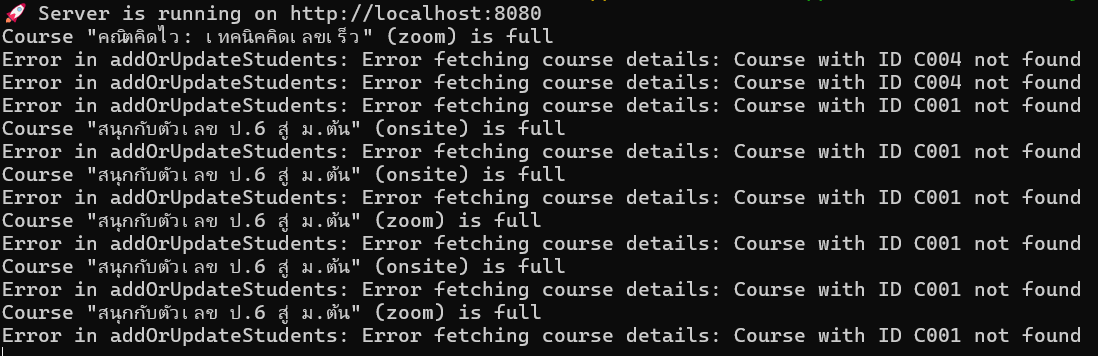 🚀 Server is running on http://localhost:8080
Course "คณิตคิดไว: เทคนิคคิดเลขเร็ว" (zoom) is full
Error in addOrUpdateStudents: Error fetching course details: Course with ID C004 not found
Error in addOrUpdateStudents: Error fetching course details: Course with ID C004 not found
Error in addOrUpdateStudents: Error fetching course details: Course with ID C001 not found
Course "สนุกกับตัวเลข ป.6 สู่ ม.ต้น" (onsite) is full
Error in addOrUpdateStudents: Error fetching course details: Course with ID C001 not found
Course "สนุกกับตัวเลข ป.6 สู่ ม.ต้น" (onsite) is full
Error in addOrUpdateStudents: Error fetching course details: Course with ID C001 not found
Course "สนุกกับตัวเลข ป.6 สู่ ม.ต้น" (zoom) is full
Error in addOrUpdateStudents: Error fetching course details: Course with ID C001 not found
Course "สนุกกับตัวเลข ป.6 สู่ ม.ต้น" (onsite) is full
Error in addOrUpdateStudents: Error fetching course details: Course with ID C001 not found
Course "สนุกกับตัวเลข ป.6 สู่ ม.ต้น" (zoom) is full
Error in addOrUpdateStudents: Error fetching course details: Course with ID C001 not found